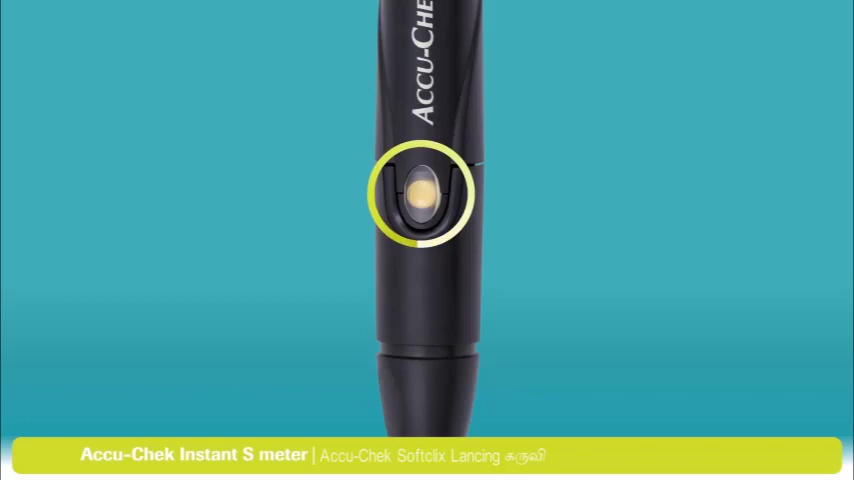 ACCU-CHE
Accu-Chek Instant S meter | Accu-Chek Softclix Lancing கருவி